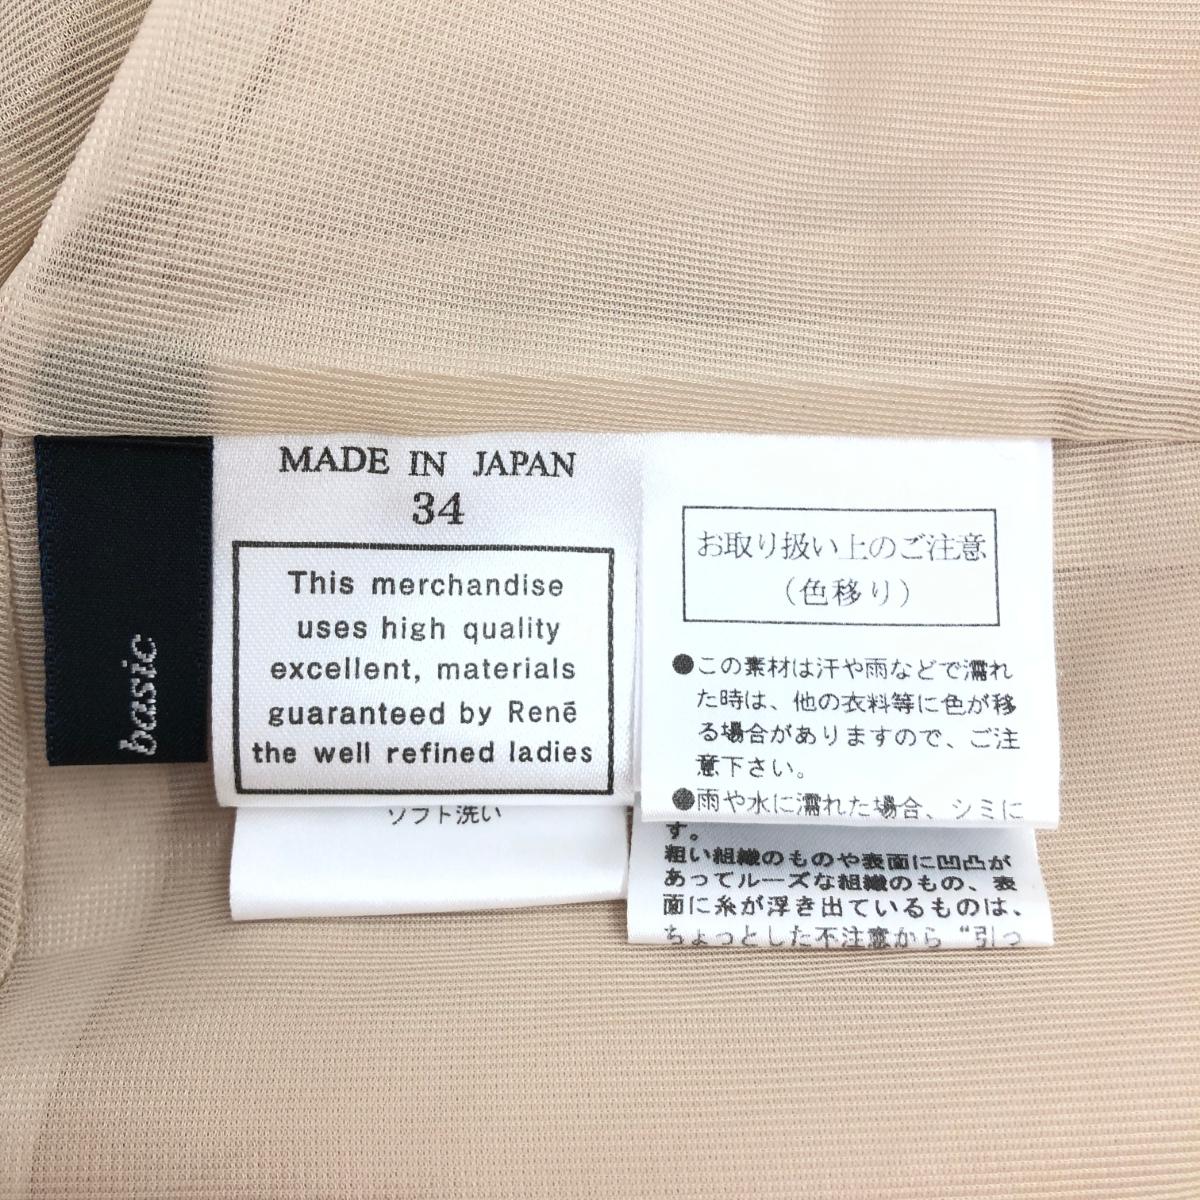 basic
MADE IN JAPAN
34
This merchandise
uses high quality
excellent, materials
guaranteed by René
the well refined ladies
ソフト洗い
お取り扱い上のご注意
（色移り）
●この素材は汗や雨などで濡れ
た時は、他の衣料等に色が移
る場合がありますので、ご注
意下さい。
●雨や水に濡れた場合、シミに
す。
粗い組織のものや表面に凹凸が
あってルーズな組織のもの、表
面に糸が浮き出ているものは、
ちょっとした不注意から“引っ